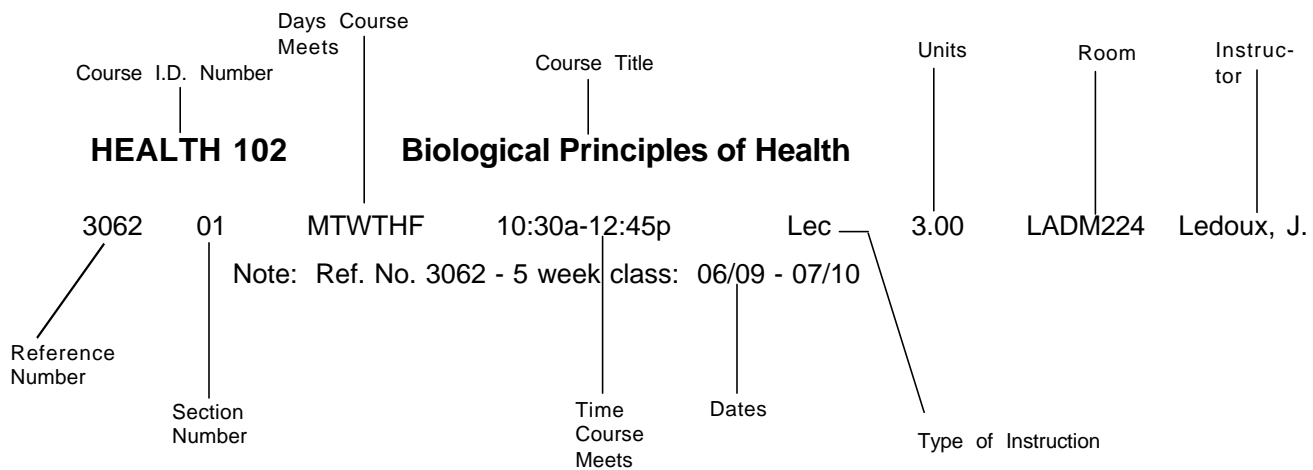 Days Course
Meets
Course I.D. Number
Course Title
Units
Room
Instruc-
tor
HEALTH 102 Biological Principles of Health
3062 01 MTWTHF 10:30a-12:45p Lec 3.00 LADM224 Ledoux, J.
Note: Ref. No. 3062 - 5 week class: 06/09 - 07/10
Reference
Number
Section
Number
Time
Course
Meets
Dates
Type of Instruction